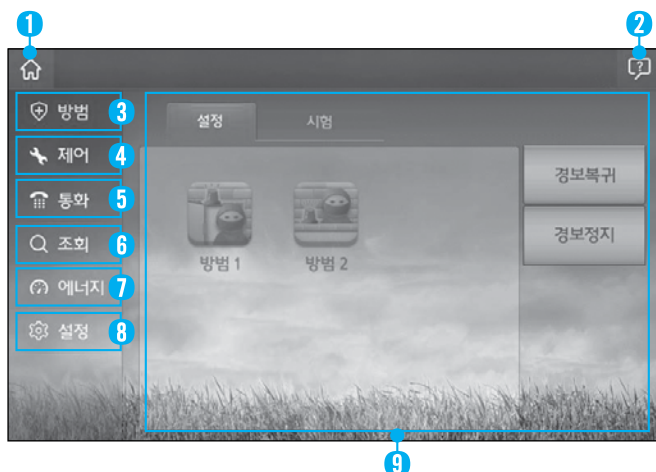 1
2
방범 3
제어 4
통화 5
조회 6
에너지 7
설정 8
설정 시험
방범 1 방범 2
경보복귀
경보정지
9